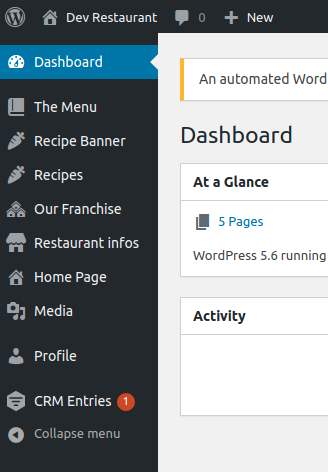 Dev Restaurant 0 New
Dashboard
An automated Word
The Menu
Dashboard
Recipe Banner
Recipes
At a Glance
Our Franchise
5 Pages
Restaurant infos
WordPress 5.6 running
Home Page
Media
Activity
Profile
CRM Entries 1
Collapse menu